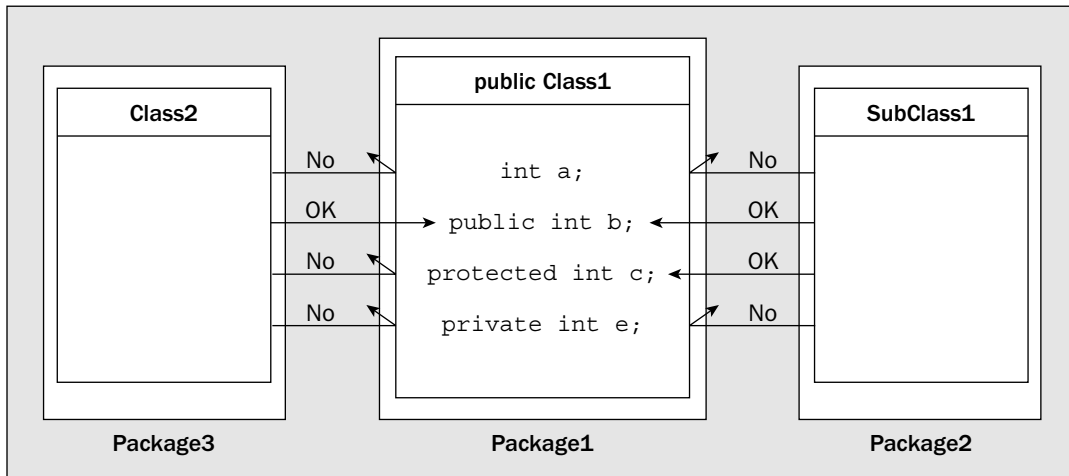 public Class1
Class2
SubClass1
No
int a;
No
OK
public int b;
OK
No
protected int c;
OK
No
private int e;
No
Package3
Package1
Package2